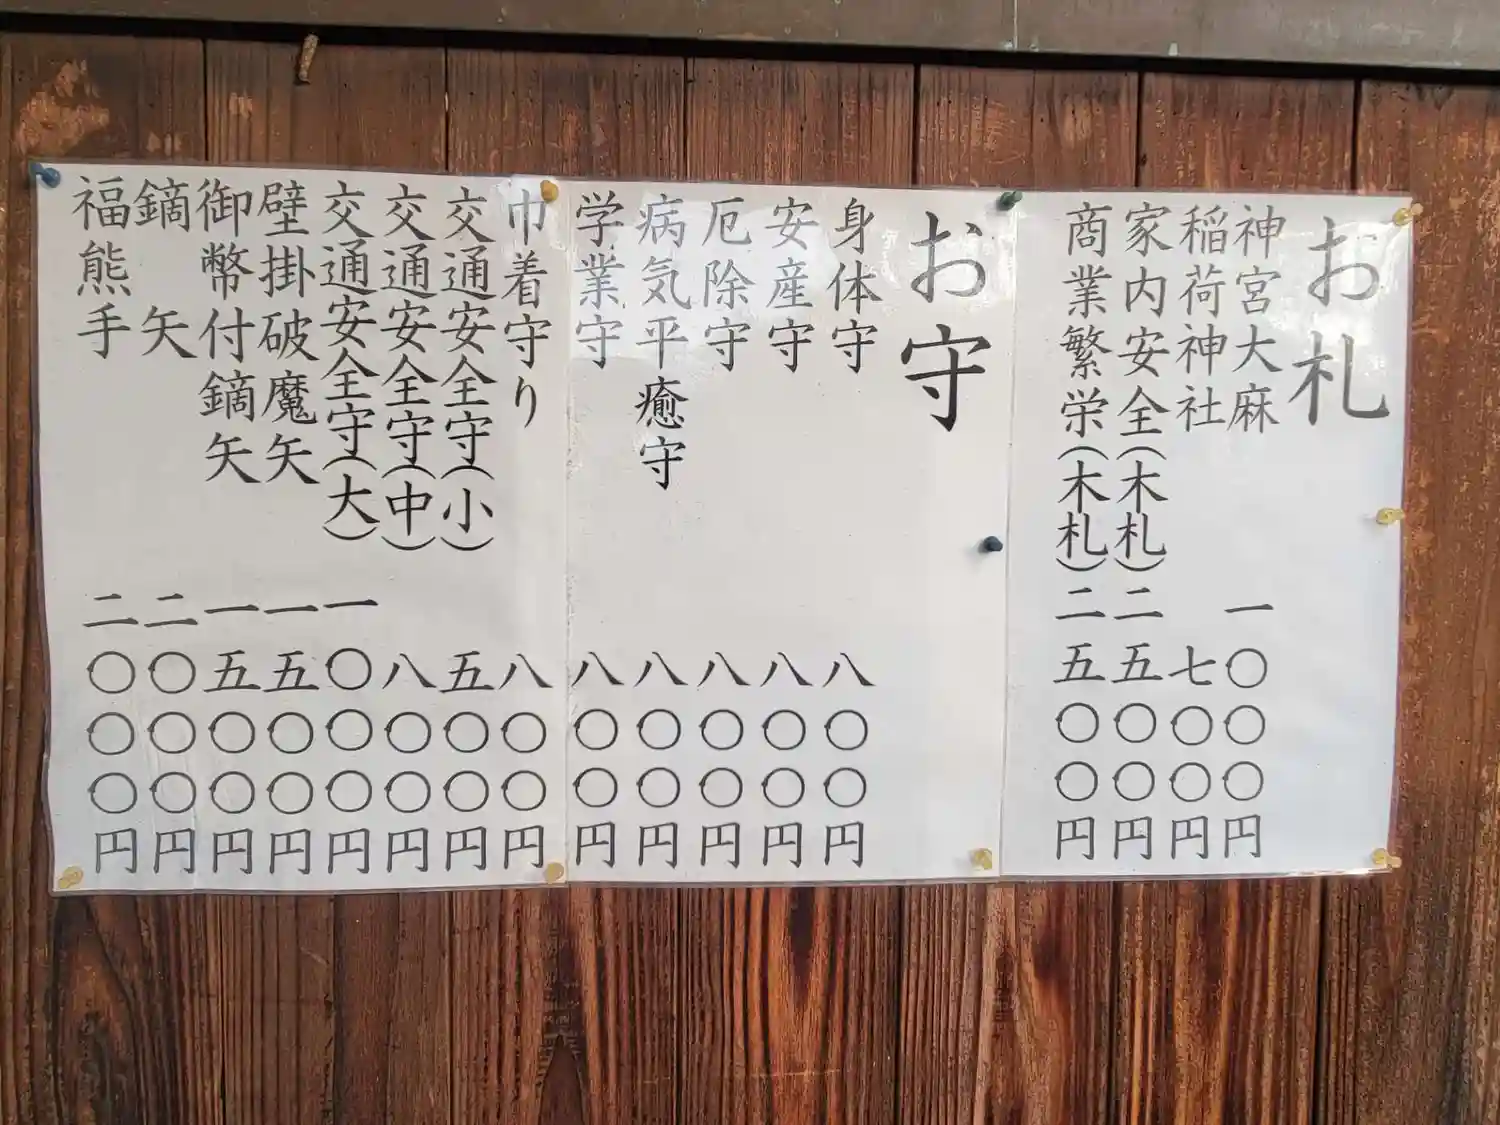 お札
神宮大麻 一〇〇〇円
稲荷神社 七〇〇円
家内安全(木札) 二五〇〇円
商業繁栄(木札) 二五〇〇円
お守
身体守 八〇〇円
安産守 八〇〇円
厄除守 八〇〇円
病気平癒守 八〇〇円
学業守 八〇〇円
巾着守り 八〇〇円
交通安全守(小) 五〇〇円
交通安全守(中) 八〇〇円
交通安全守(大) 一〇〇〇円
壁掛破魔矢 一五〇〇円
御幣付鏑矢 一五〇〇円
鏑矢 二〇〇〇円
福熊手 二〇〇〇円